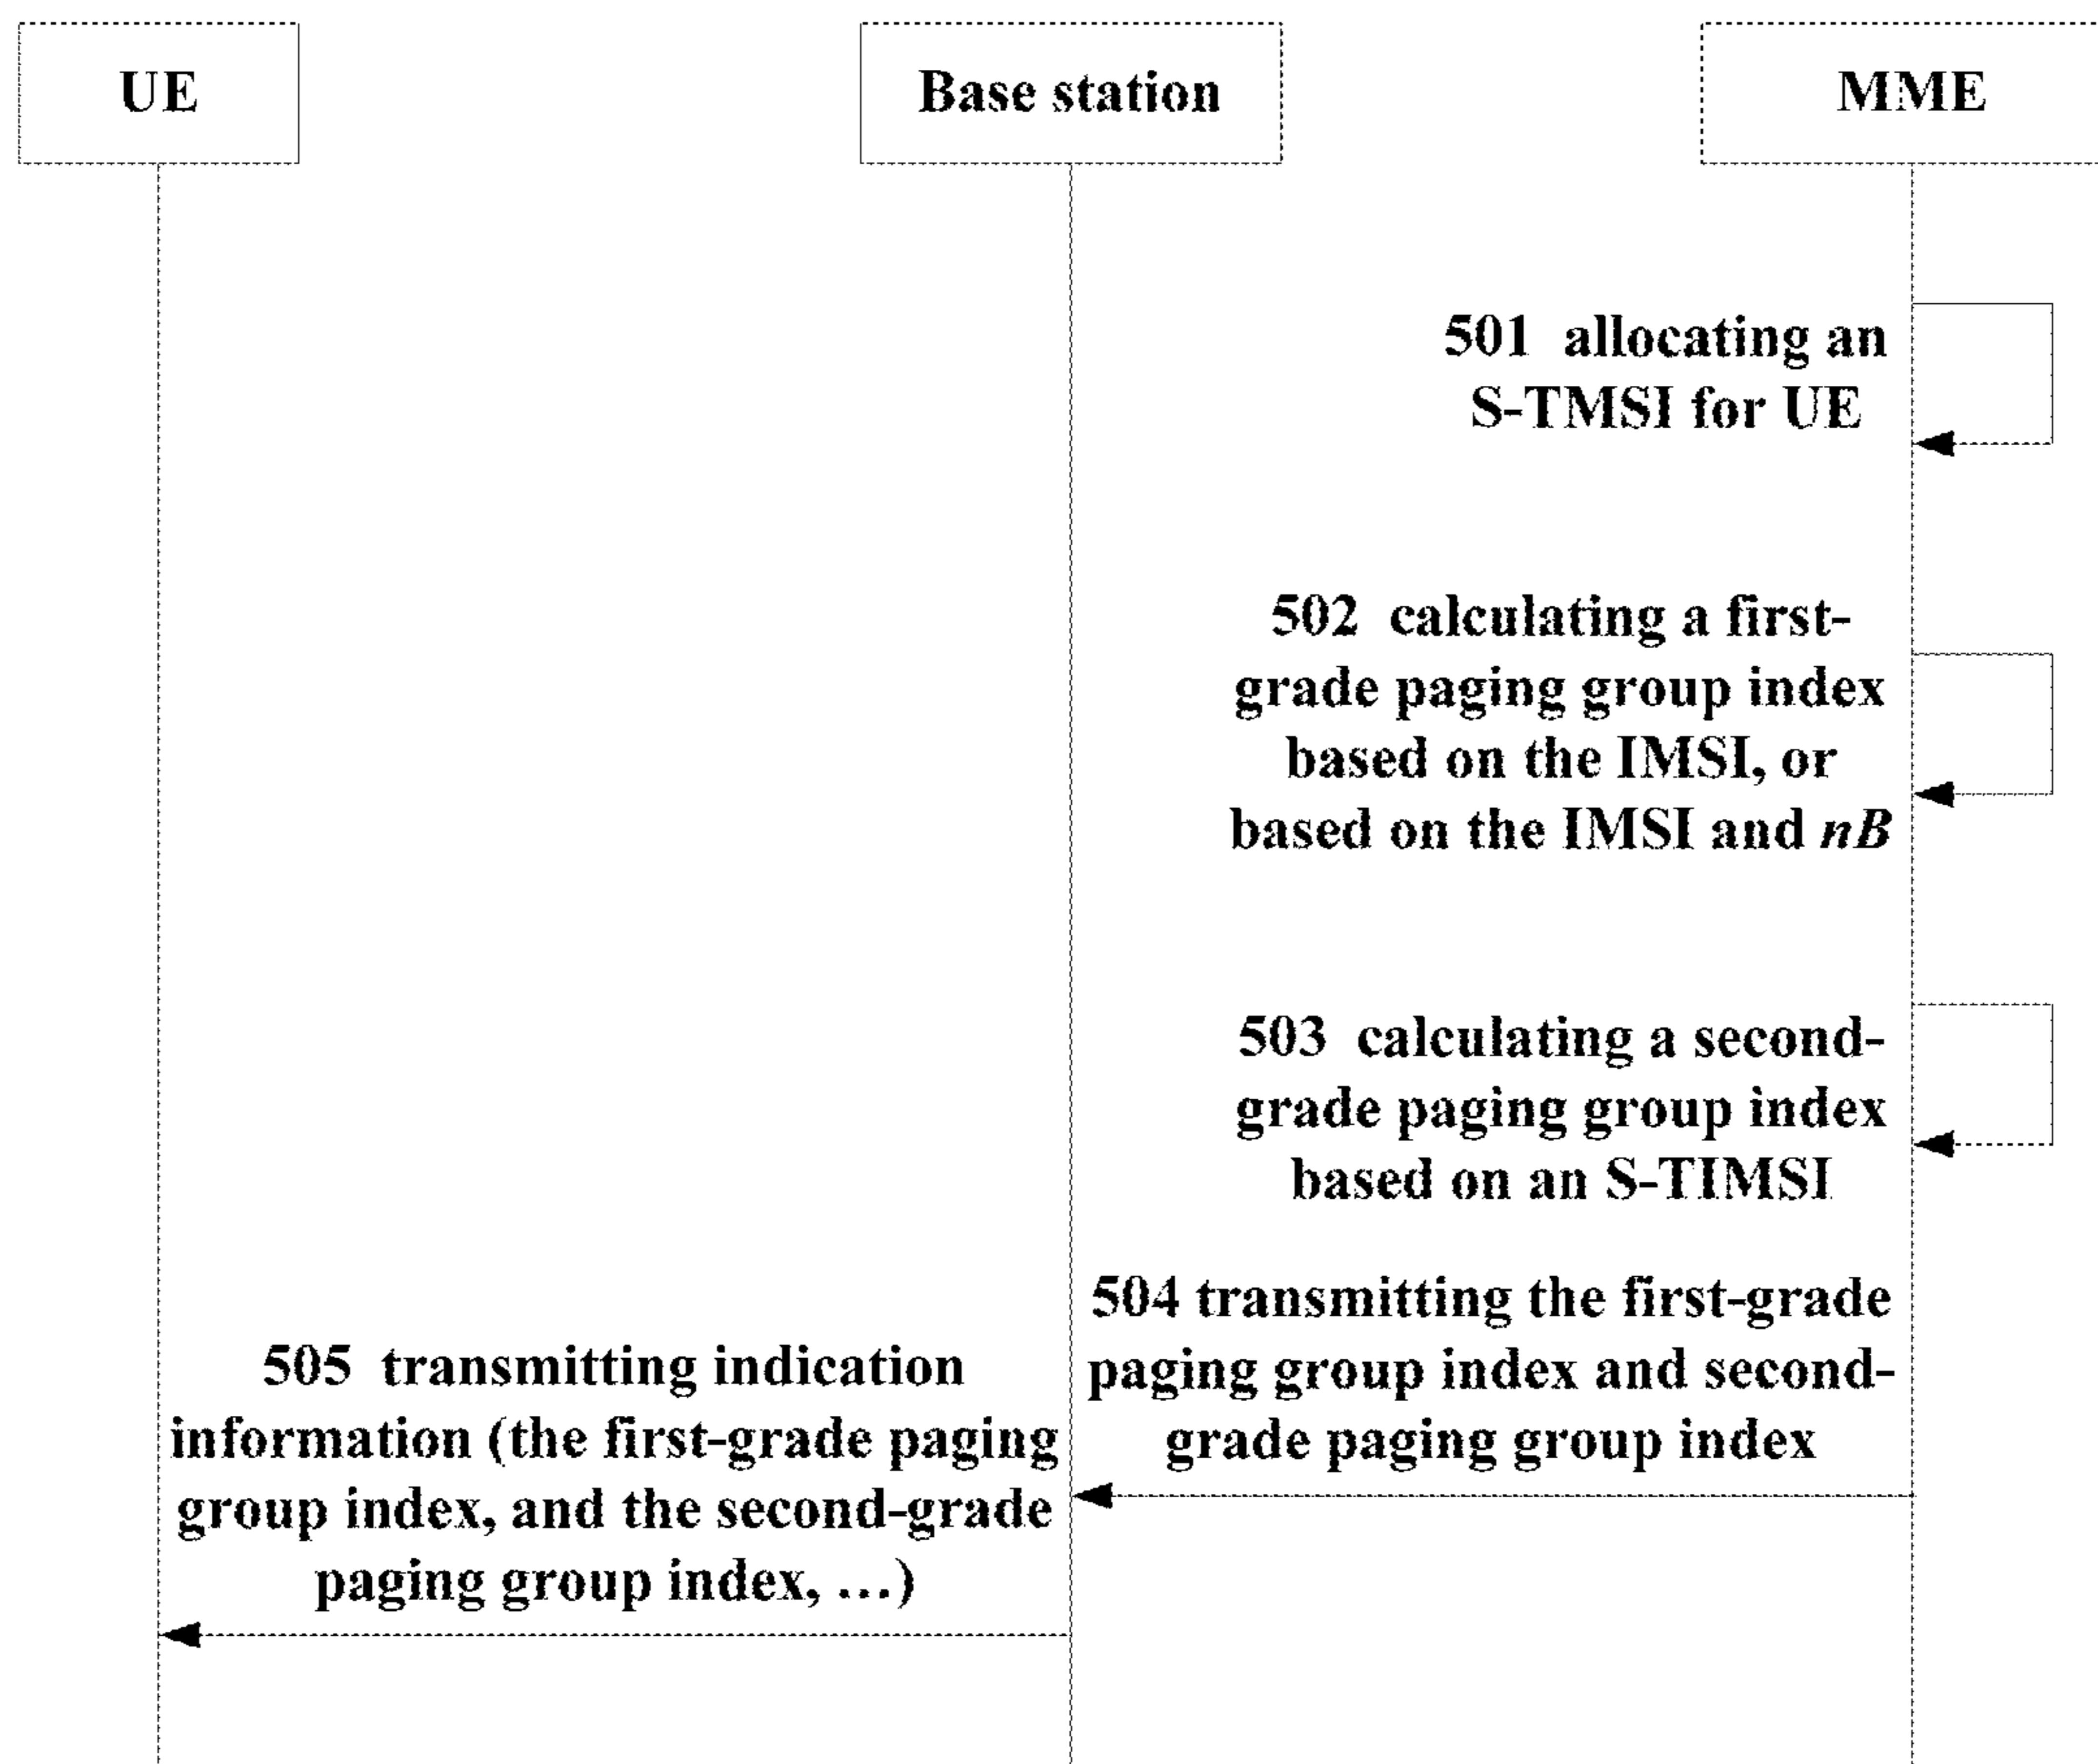 UE
Base station
MME
501 allocating an
S-TMSI for UE
502 calculating a first-
grade paging group index
based on the IMSI, or
based on the IMSI and nB
503 calculating a second-
grade paging group index
based on an S-TIMSI
504 transmitting the first-grade
paging group index and second-
grade paging group index
505 transmitting indication
information (the first-grade paging
group index, and the second-grade
paging group index, ...)